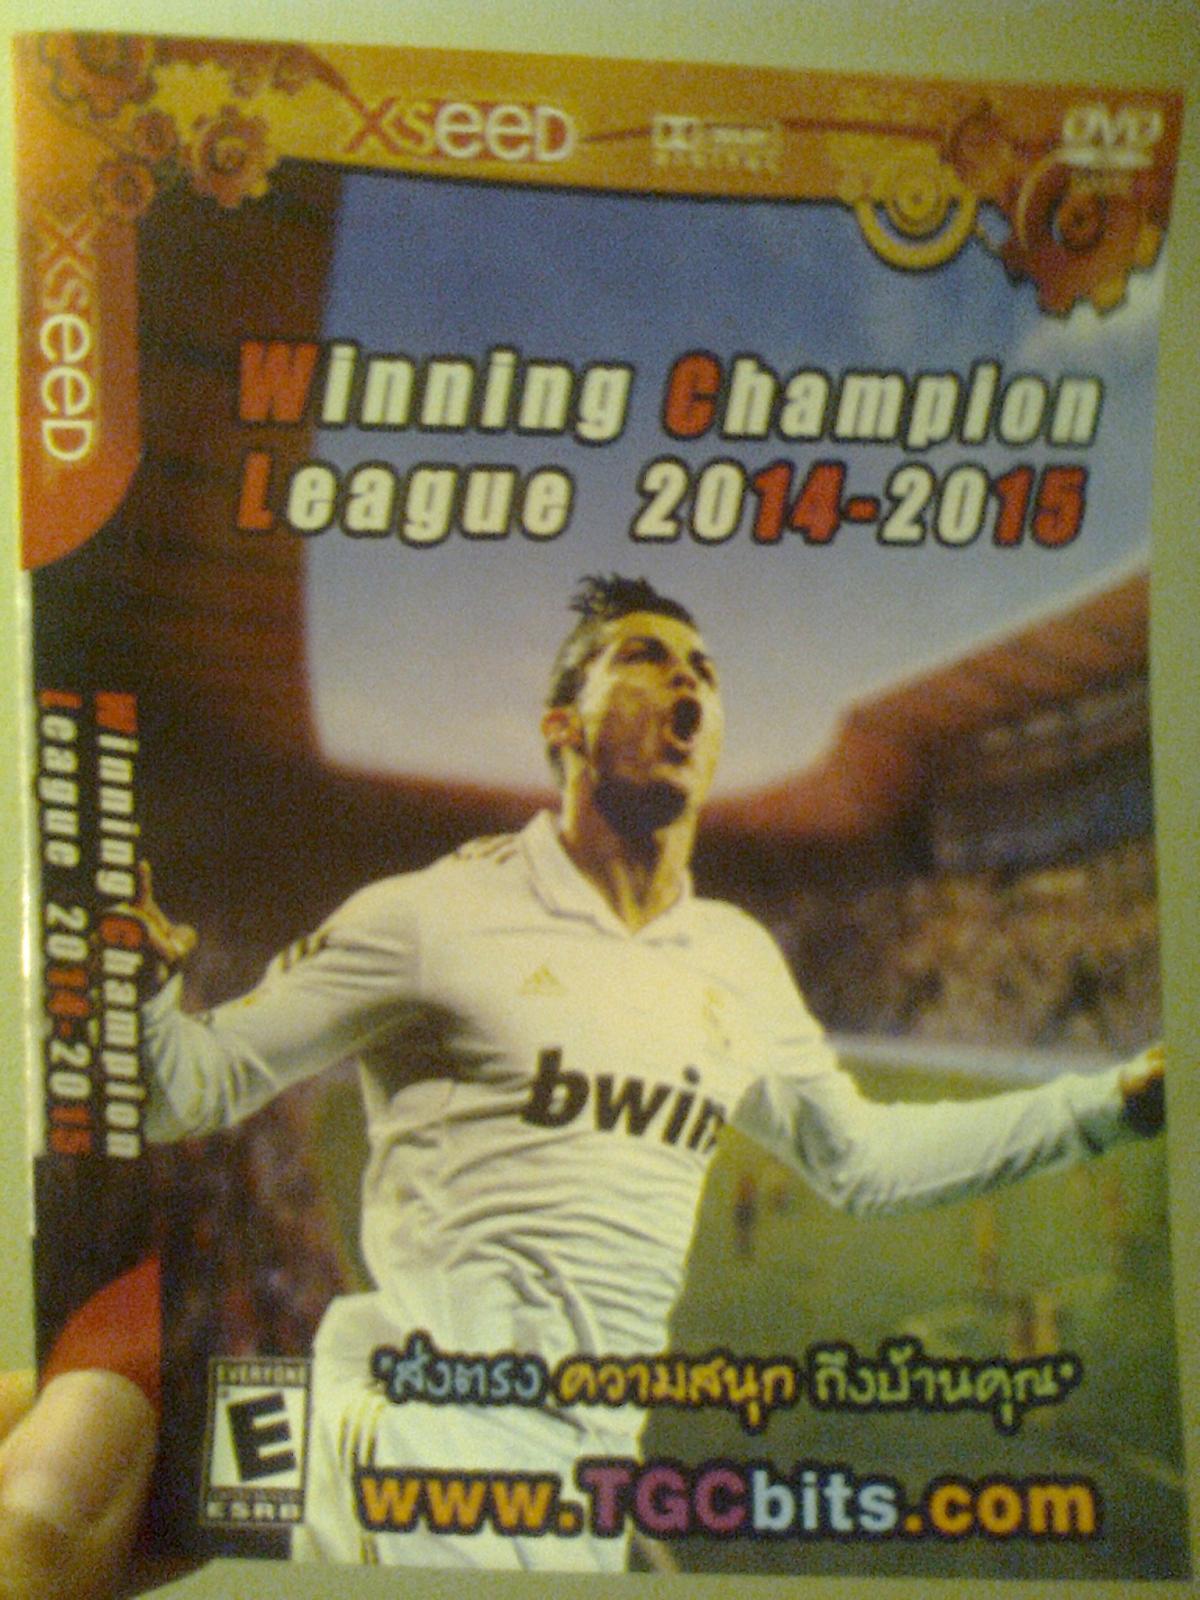 XSEED
DIGITAL
DVD
XSEED
Winning Champion
League 2014-2015
Winning Champion
League 2014-2015
bwin
"ส่งตรง ความสนุก ถึงบ้านคุณ"
EVERYONE
E
ESRB
www.TGCbits.com